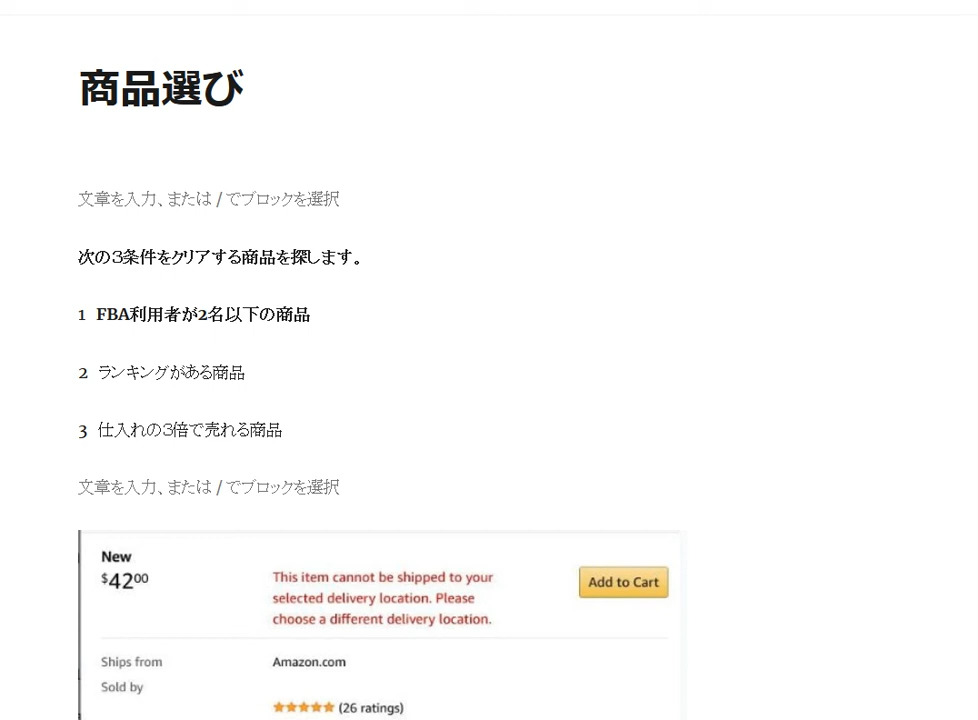 商品選び
文章を入力、または / でブロックを選択
次の3条件をクリアする商品を探します。
1 FBA利用者が2名以下の商品
2 ランキングがある商品
3 仕入れの3倍で売れる商品
文章を入力、または / でブロックを選択
New
$4200
This item cannot be shipped to your
selected delivery location. Please
choose a different delivery location.
Add to Cart
Ships from Amazon.com
Sold by
(26 ratings)